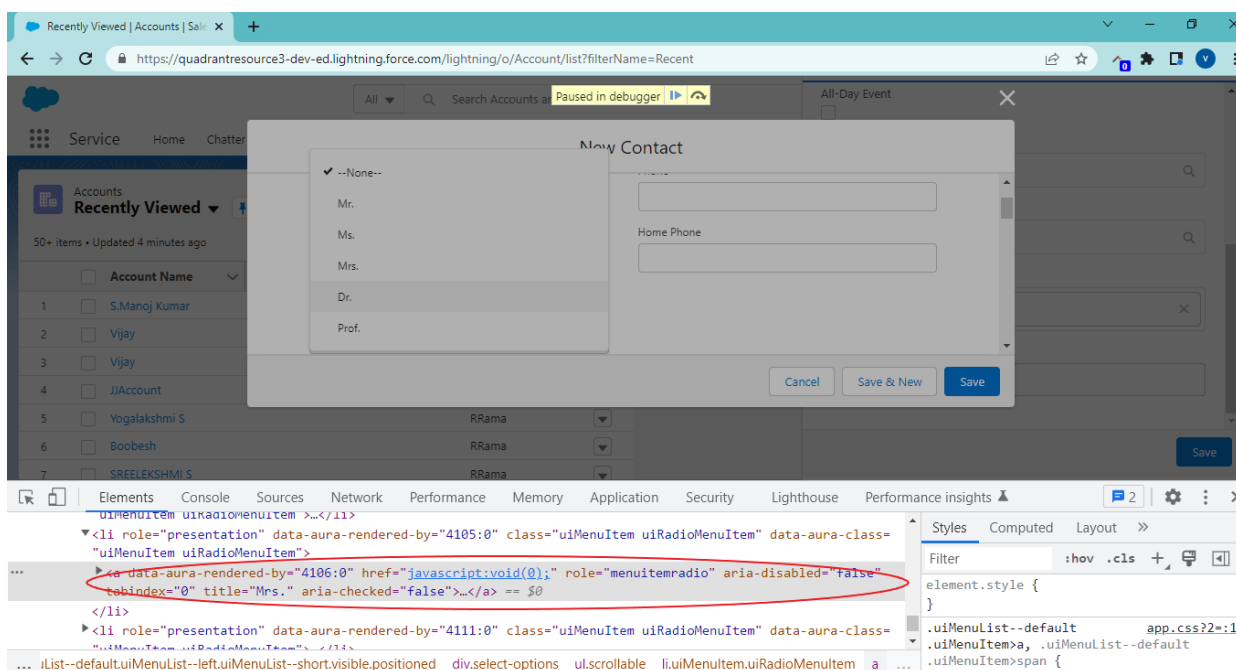 Recently Viewed | Accounts | Sale
https://quadrantresource3-dev-ed.lightning.force.com/lightning/o/Account/list?filterName=Recent
0
V
All
Search Accounts an
Paused in debugger
All-Day Event
Service
Home
Chatter
New Contact
--None--
Mr.
Ms.
Mrs.
Dr.
Prof.
Phone
Home Phone
Cancel
Save & New
Save
Accounts
Recently Viewed
50+ items • Updated 4 minutes ago
Account Name
1 S.Manoj Kumar
2 Vijay
3 Vijay
4 JJAccount
5 Yogalakshmi S RRama
6 Boobesh RRama
7 SREELEKSHMI S RRama
Save
Elements Console Sources Network Performance Memory Application Security Lighthouse Performance insights 2
uiMenuItem uiRadioMenuItem">…</li>
<li role="presentation" data-aura-rendered-by="4105:0" class="uiMenuItem uiRadioMenuItem" data-aura-class=
"uiMenuItem uiRadioMenuItem">
<a data-aura-rendered-by="4106:0" href="javascript:void(0);" role="menuitemradio" aria-disabled="false"
tabindex="0" title="Mrs." aria-checked="false">…</a> == $0
</li>
<li role="presentation" data-aura-rendered-by="4111:0" class="uiMenuItem uiRadioMenuItem" data-aura-class=
"uiMenuItem uiRadioMenuItem">…</li>
... uList--default.uiMenuList--left.uiMenuList--short.visible.positioned div.select-options ul.scrollable li.uiMenuItem.uiRadioMenuItem a ...
Styles Computed Layout »
Filter :hov .cls +
element.style {
}
.uiMenuList--default app.css?2=:1
.uiMenuItem>a, .uiMenuList--default
.uiMenuItem>span {